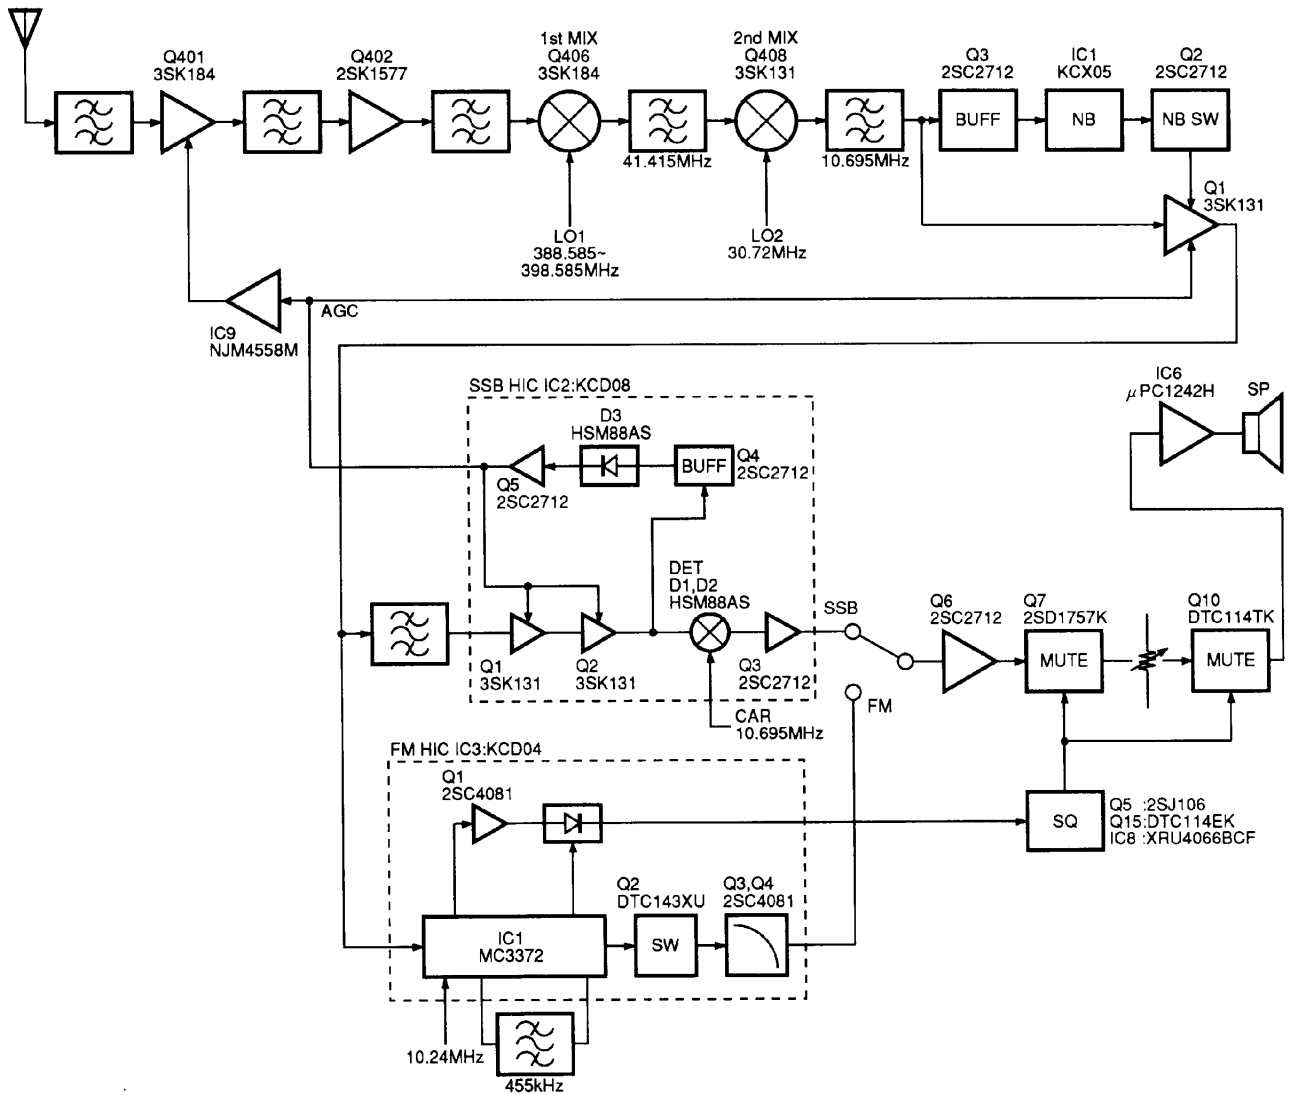 Q401
3SK184
Q402
2SK1577
1st MIX
Q406
3SK184
2nd MIX
Q408
3SK131
Q3
2SC2712
IC1
KCX05
Q2
2SC2712
BUFF
NB
NB SW
41.415MHz
10.695MHz
Q1
3SK131
LO1
388.585~
398.585MHz
LO2
30.72MHz
AGC
IC9
NJM4558M
SSB HIC IC2:KCD08
IC6
μPC1242H
SP
D3
HSM88AS
BUFF
Q4
2SC2712
Q5
2SC2712
DET
D1,D2
HSM88AS
SSB
Q6
2SC2712
Q7
2SD1757K
Q10
DTC114TK
MUTE
MUTE
Q1
3SK131
Q2
3SK131
Q3
2SC2712
FM
CAR
10.695MHz
FM HIC IC3:KCD04
Q1
2SC4081
SQ
Q5 :2SJ106
Q15:DTC114EK
IC8 :XRU4066BCF
Q2
DTC143XU
Q3,Q4
2SC4081
IC1
MC3372
SW
10.24MHz
455kHz